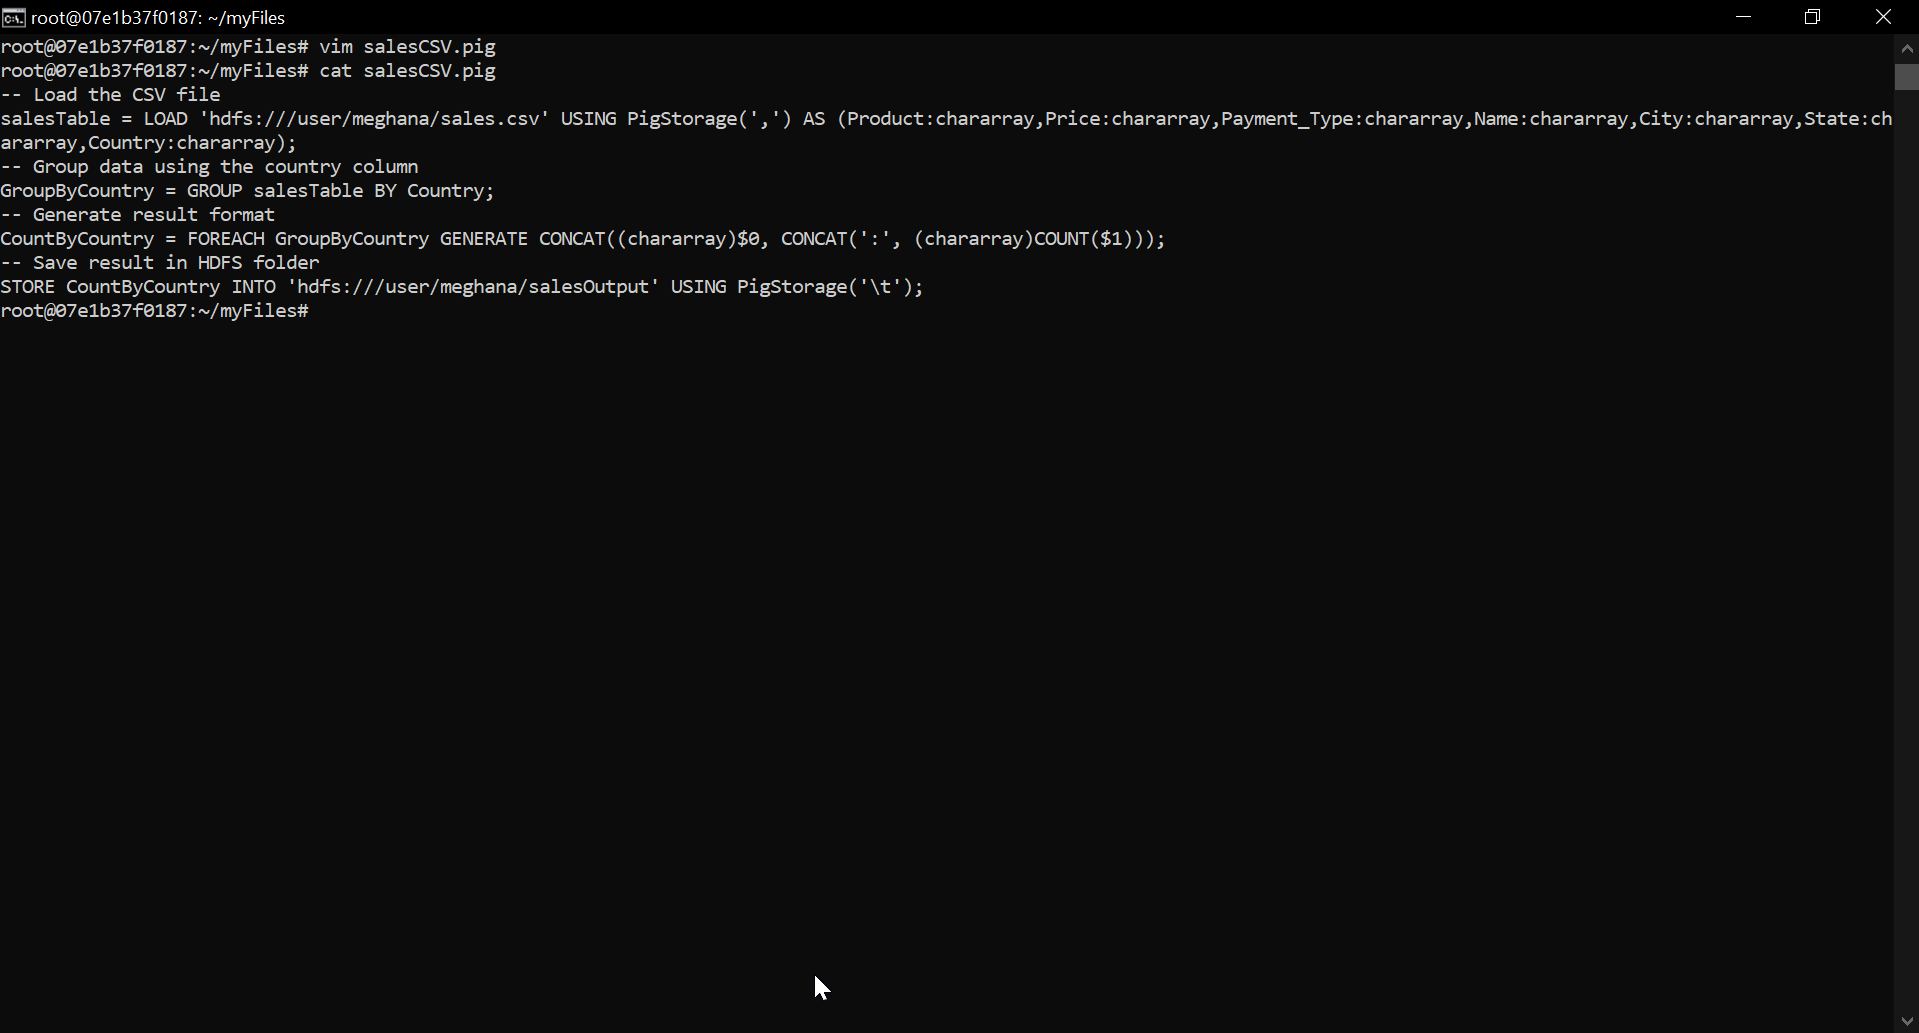 root@07e1b37f0187: ~/myFiles
root@07e1b37f0187:~/myFiles# vim salesCSV.pig
root@07e1b37f0187:~/myFiles# cat salesCSV.pig
-- Load the CSV file
salesTable = LOAD 'hdfs:///user/meghana/sales.csv' USING PigStorage(',') AS (Product:chararray,Price:chararray,Payment_Type:chararray,Name:chararray,City:chararray,State:ch
ararray,Country:chararray);
-- Group data using the country column
GroupByCountry = GROUP salesTable BY Country;
-- Generate result format
CountByCountry = FOREACH GroupByCountry GENERATE CONCAT((chararray)$0, CONCAT(':', (chararray)COUNT($1)));
-- Save result in HDFS folder
STORE CountByCountry INTO 'hdfs:///user/meghana/salesOutput' USING PigStorage('\t');
root@07e1b37f0187:~/myFiles#